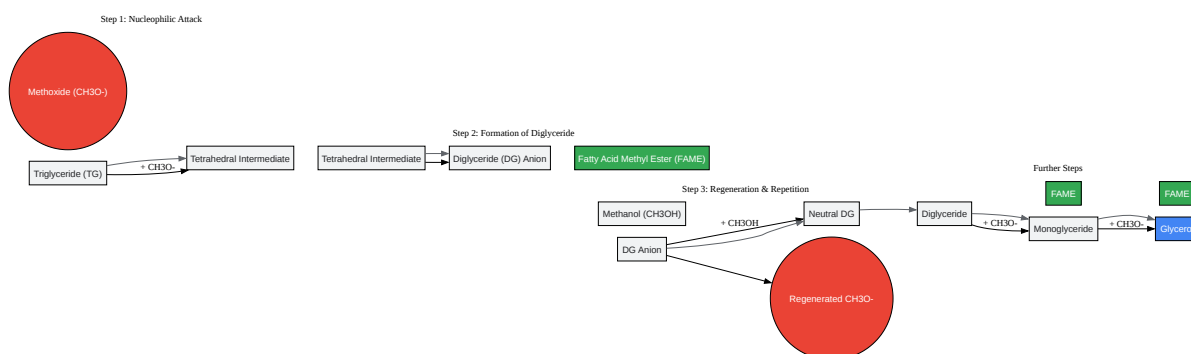 Step 1: Nucleophilic Attack
Methoxide (CH3O-)
Triglyceride (TG)
+ CH3O-
Tetrahedral Intermediate
Step 2: Formation of Diglyceride
Tetrahedral Intermediate
Diglyceride (DG) Anion
Fatty Acid Methyl Ester (FAME)
Step 3: Regeneration & Repetition
Methanol (CH3OH)
DG Anion
+ CH3OH
Neutral DG
Regenerated CH3O-
Further Steps
Diglyceride
+ CH3O-
FAME
Monoglyceride
+ CH3O-
FAME